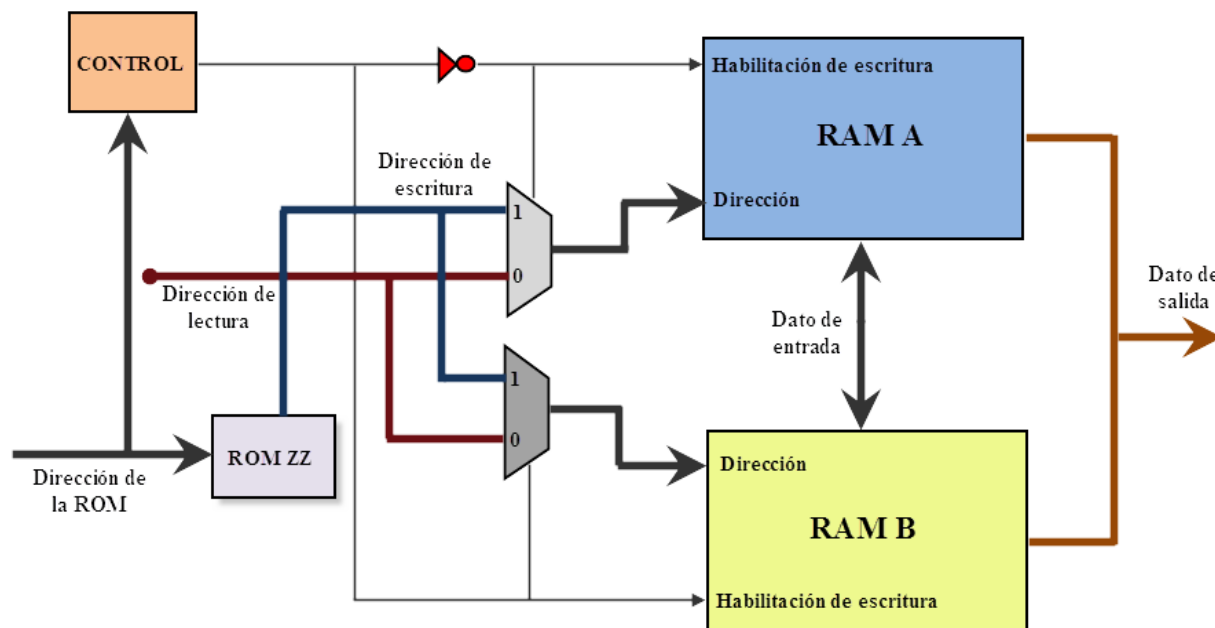 CONTROL
Habilitación de escritura
RAM A
Dirección de
escritura
1
Dirección
0
Dirección de
lectura
Dato de
salida
Dato de
entrada
1
0
ROM ZZ
Dirección
Dirección de
la ROM
RAM B
Habilitación de escritura